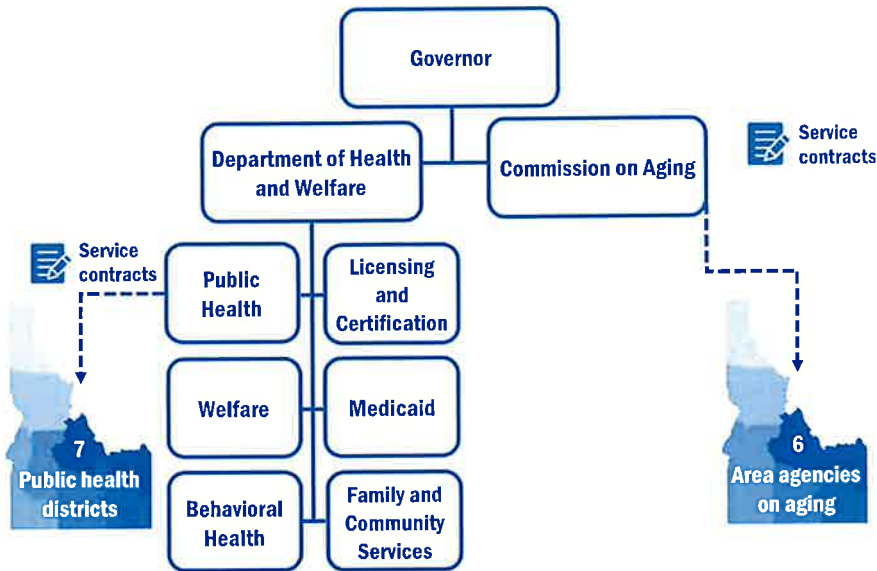 Governor
Department of Health
and Welfare
Commission on Aging
Service
contracts
Service
contracts
Public
Health
Licensing
and
Certification
Welfare
Medicaid
Behavioral
Health
Family and
Community
Services
7
Public health
districts
6
Area agencies
on aging